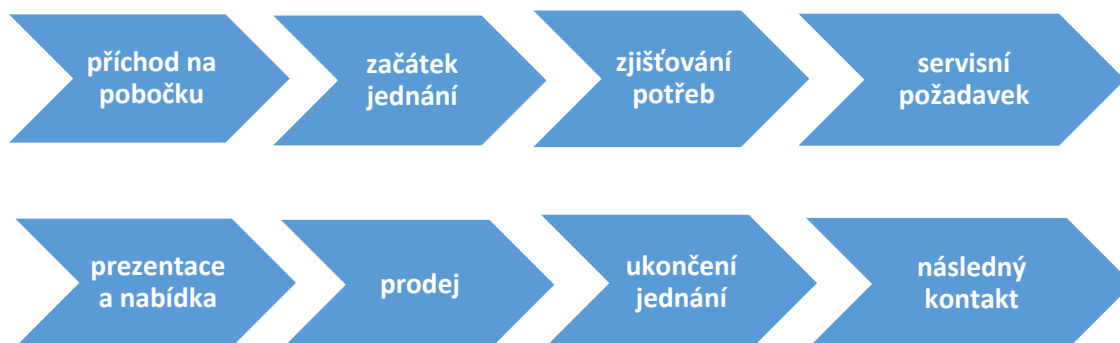 příchod na
pobočku
začátek
jednání
zjišťování
potřeb
servisní
požadavek
prezentace
a nabídka
prodej
ukončení
jednání
následný
kontakt